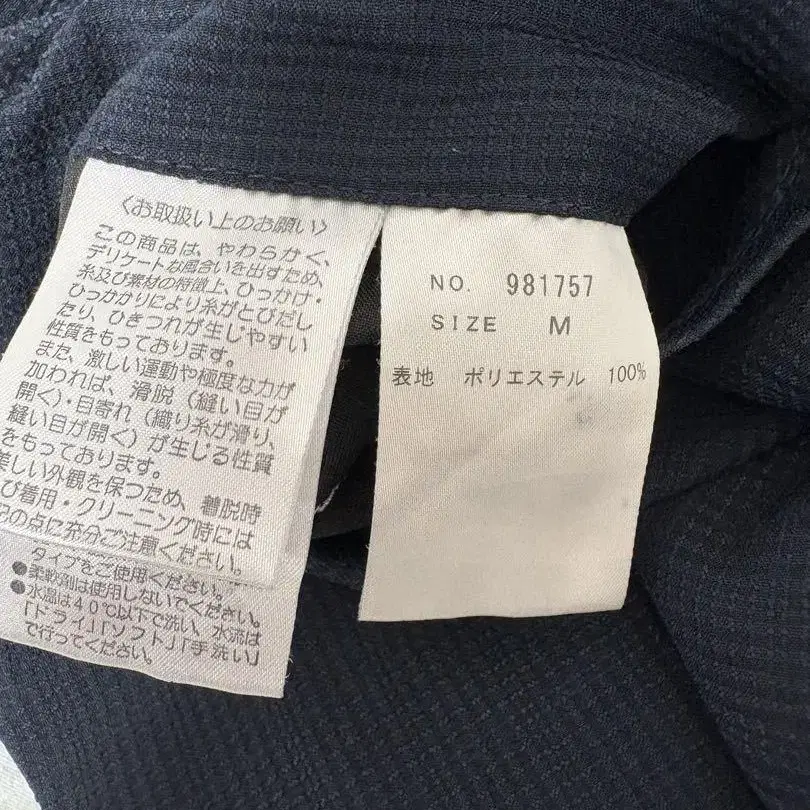 〈お取扱い上のお願い〉
この商品は、やわらかく、
デリケートな風合いを出すため、
糸及び素材の特徴上、ひっかけ・
ひっかかりにより糸がとびだし
たり、ひきつれが生じやすい
性質をもっております。
また、激しい運動や極度な力が
加われば、滑脱（縫い目が
開く）・目寄れ（織り糸が滑り、
縫い目が開く）が生じる性質
をもっております。
美しい外観を保つため、着脱時
び着用・クリーニング時には
記の点に充分ご注意ください。
タイプをご使用ください。
●柔軟剤は使用しないでください。
●水温は40℃以下で洗い、水流は
「ドライ」「ソフト」「手洗い」
で行ってください。
NO. 981757
SIZE M
表地 ポリエステル 100%